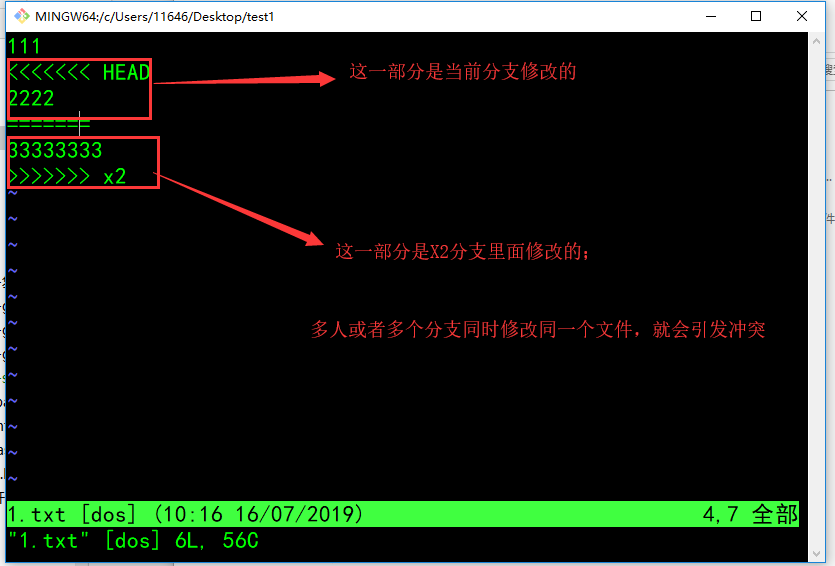 MINGW64:/c/Users/11646/Desktop/test1
111
<<<<<<< HEAD
这一部分是当前分支修改的
2222
=======
33333333
>>>>>>> x2
~
~
~
这一部分是X2分支里面修改的;
~
~
~
多人或者多个分支同时修改同一个文件，就会引发冲突
~
~
~
~
~
~
1.txt [dos] (10:16 16/07/2019)
4,7 全部
"1.txt" [dos] 6L, 56C